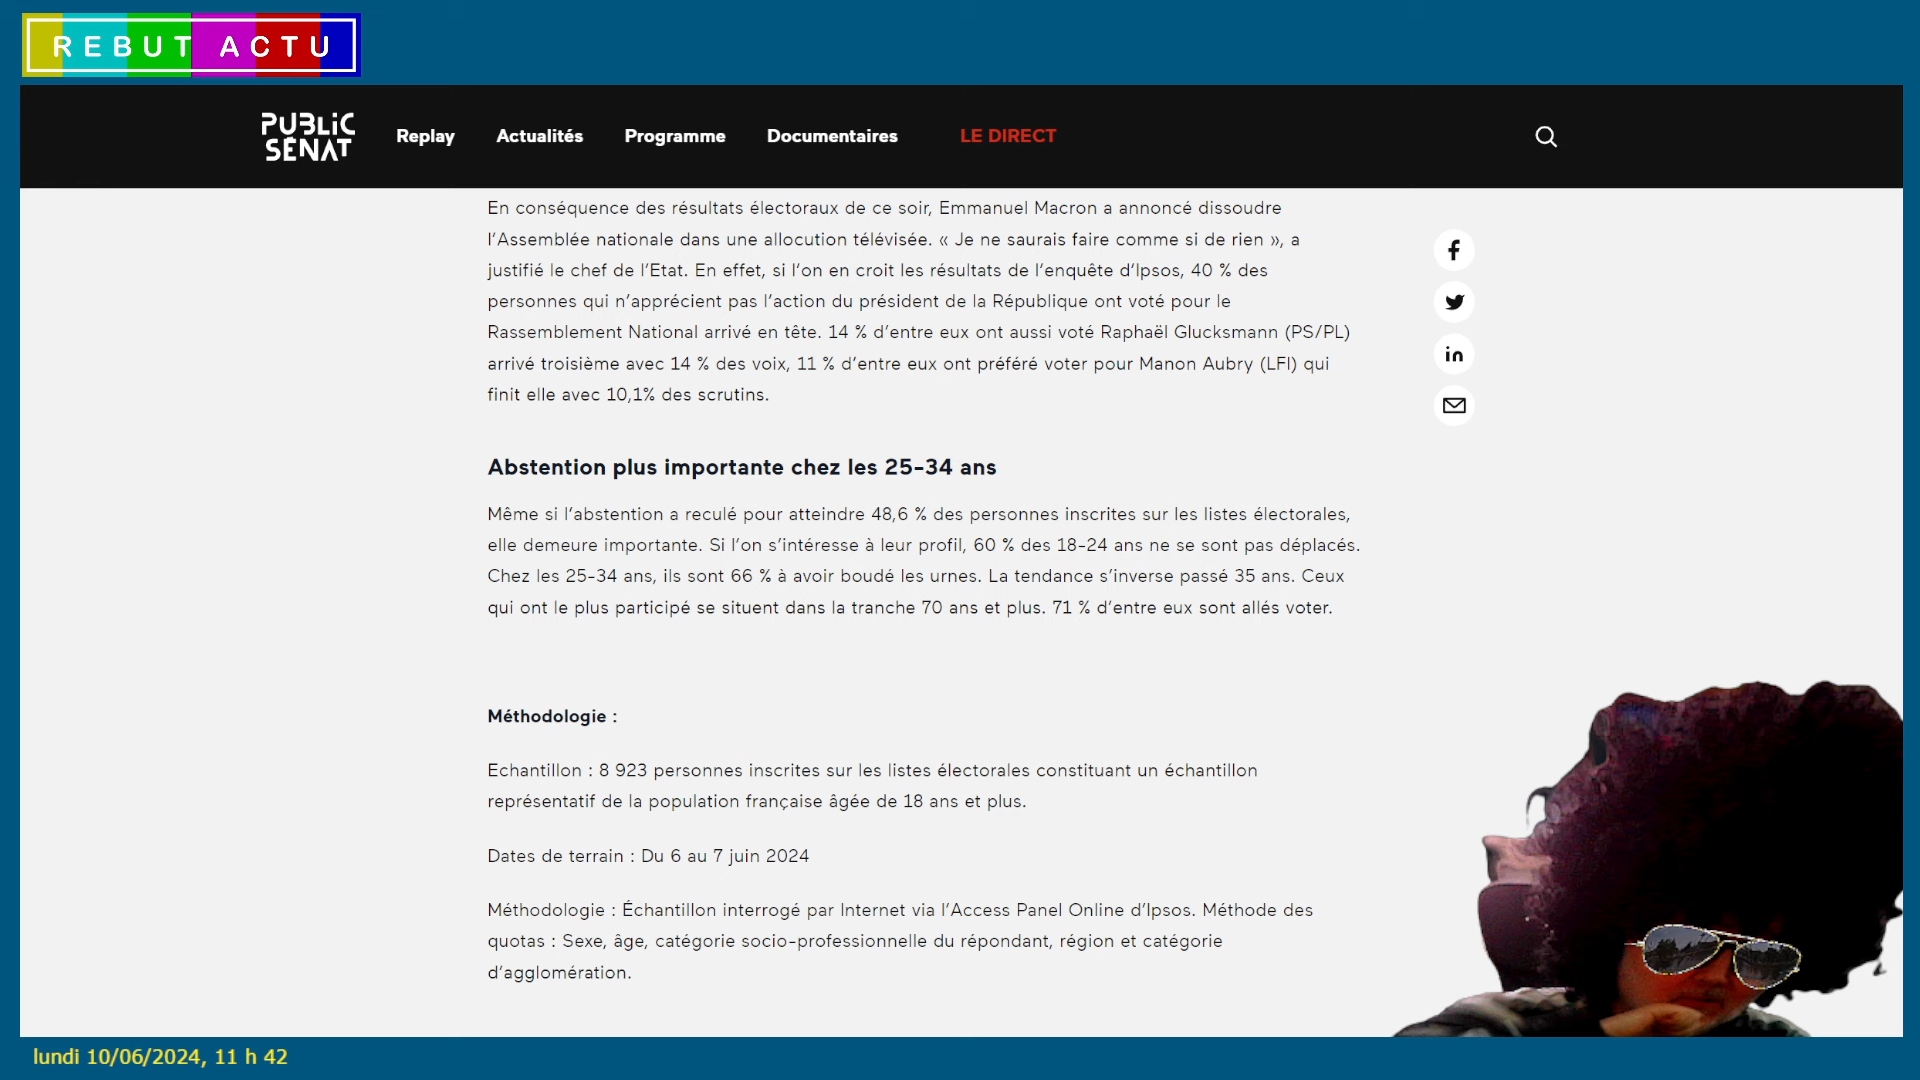 REBUT ACTU
PUBLIC SÉNAT
Replay Actualités Programme Documentaires LE DIRECT
En conséquence des résultats électoraux de ce soir, Emmanuel Macron a annoncé dissoudre
l’Assemblée nationale dans une allocution télévisée. « Je ne saurais faire comme si de rien », a
justifié le chef de l’Etat. En effet, si l’on en croit les résultats de l’enquête d’Ipsos, 40 % des
personnes qui n’apprécient pas l’action du président de la République ont voté pour le
Rassemblement National arrivé en tête. 14 % d’entre eux ont aussi voté Raphaël Glucksmann (PS/PL)
arrivé troisième avec 14 % des voix, 11 % d’entre eux ont préféré voter pour Manon Aubry (LFI) qui
finit elle avec 10,1% des scrutins.
Abstention plus importante chez les 25-34 ans
Même si l’abstention a reculé pour atteindre 48,6 % des personnes inscrites sur les listes électorales,
elle demeure importante. Si l’on s’intéresse à leur profil, 60 % des 18-24 ans ne se sont pas déplacés.
Chez les 25-34 ans, ils sont 66 % à avoir boudé les urnes. La tendance s’inverse passé 35 ans. Ceux
qui ont le plus participé se situent dans la tranche 70 ans et plus. 71 % d’entre eux sont allés voter.
Méthodologie :
Echantillon : 8 923 personnes inscrites sur les listes électorales constituant un échantillon
représentatif de la population française âgée de 18 ans et plus.
Dates de terrain : Du 6 au 7 juin 2024
Méthodologie : Échantillon interrogé par Internet via l’Access Panel Online d’Ipsos. Méthode des
quotas : Sexe, âge, catégorie socio-professionnelle du répondant, région et catégorie
d’agglomération.
lundi 10/06/2024, 11 h 42